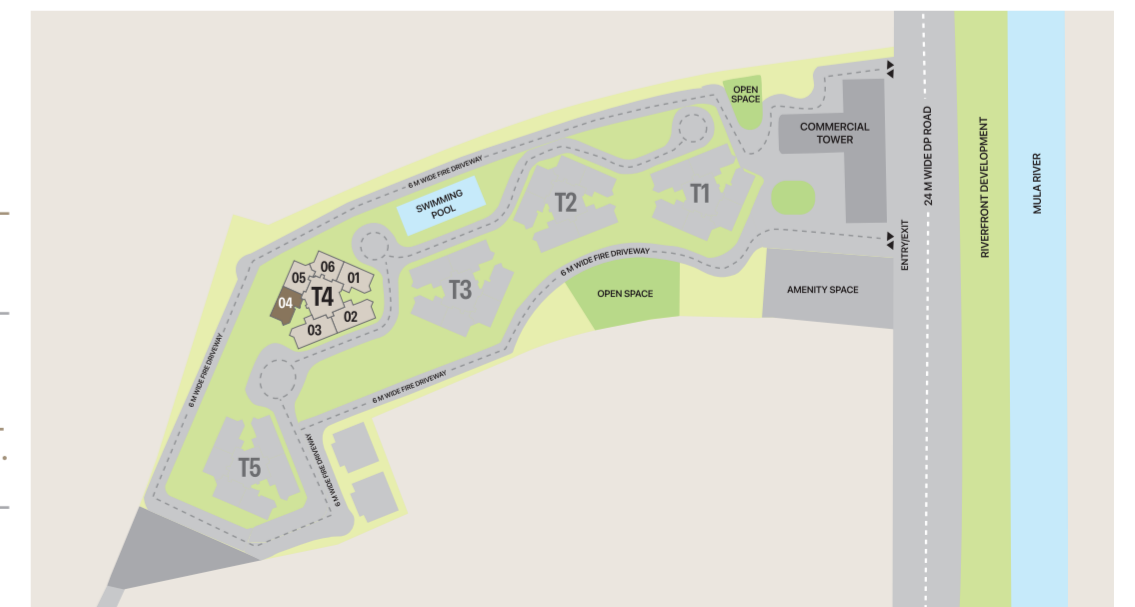 OPEN
SPACE
COMMERCIAL
TOWER
24 M WIDE DP ROAD
RIVERFRONT DEVELOPMENT
MULA RIVER
6 M WIDE FIRE DRIVEWAY
SWIMMING
POOL
T2
T1
ENTRY/EXIT
6 M WIDE FIRE DRIVEWAY
T3
OPEN SPACE
AMENITY SPACE
06
05
01
04
T4
02
03
6 M WIDE FIRE DRIVEWAY
6 M WIDE FIRE DRIVEWAY
6 M WIDE FIRE DRIVEWAY
T5